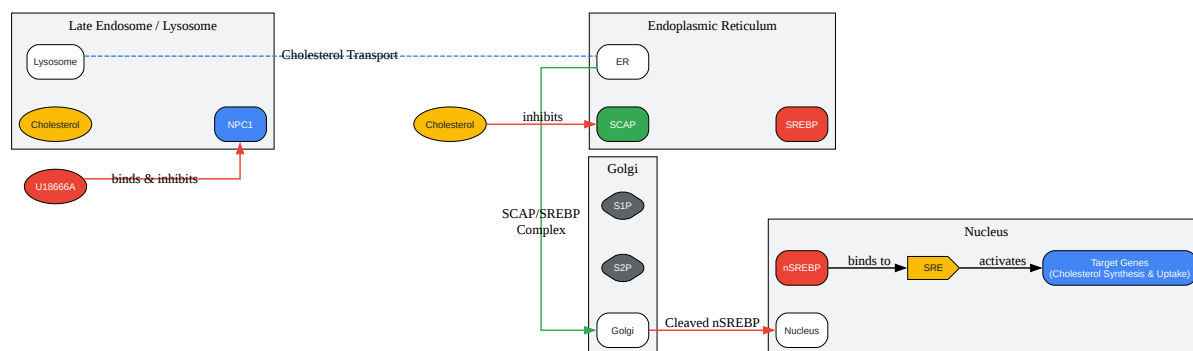 Late Endosome / Lysosome
Lysosome
Cholesterol
NPC1
U18666A
binds & inhibits
Cholesterol Transport
Endoplasmic Reticulum
ER
Cholesterol
inhibits
SCAP
SREBP
SCAP/SREBP
Complex
Golgi
S1P
S2P
Golgi
Cleaved nSREBP
Nucleus
nSREBP
binds to
SRE
activates
Target Genes
(Cholesterol Synthesis & Uptake)
Nucleus